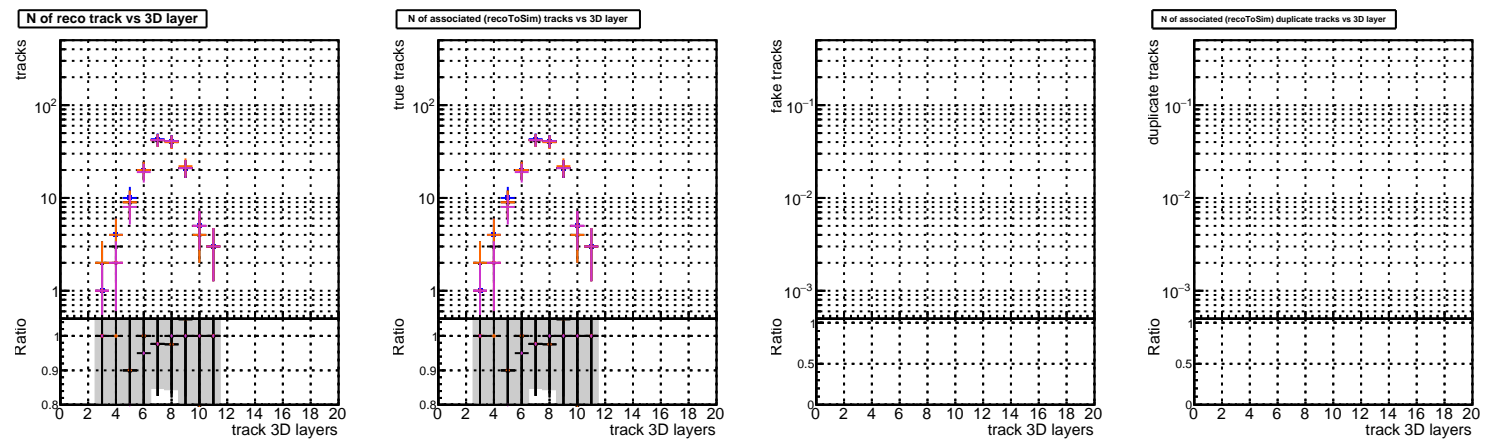 N of reco track vs 3D layer
tracks
10²
10
1
Ratio
1
0.9
0.8
0 2 4 6 8 10 12 14 16 18 20
track 3D layers
N of associated (recoToSim) tracks vs 3D layer
true tracks
10²
10
1
Ratio
1
0.9
0.8
0 2 4 6 8 10 12 14 16 18 20
track 3D layers
fake tracks
10⁻¹
10⁻²
10⁻³
Ratio
1
0.5
0
0 2 4 6 8 10 12 14 16 18 20
track 3D layers
N of associated (recoToSim) duplicate tracks vs 3D layer
duplicate tracks
10⁻¹
10⁻²
10⁻³
Ratio
1
0.5
0
0 2 4 6 8 10 12 14 16 18 20
track 3D layers